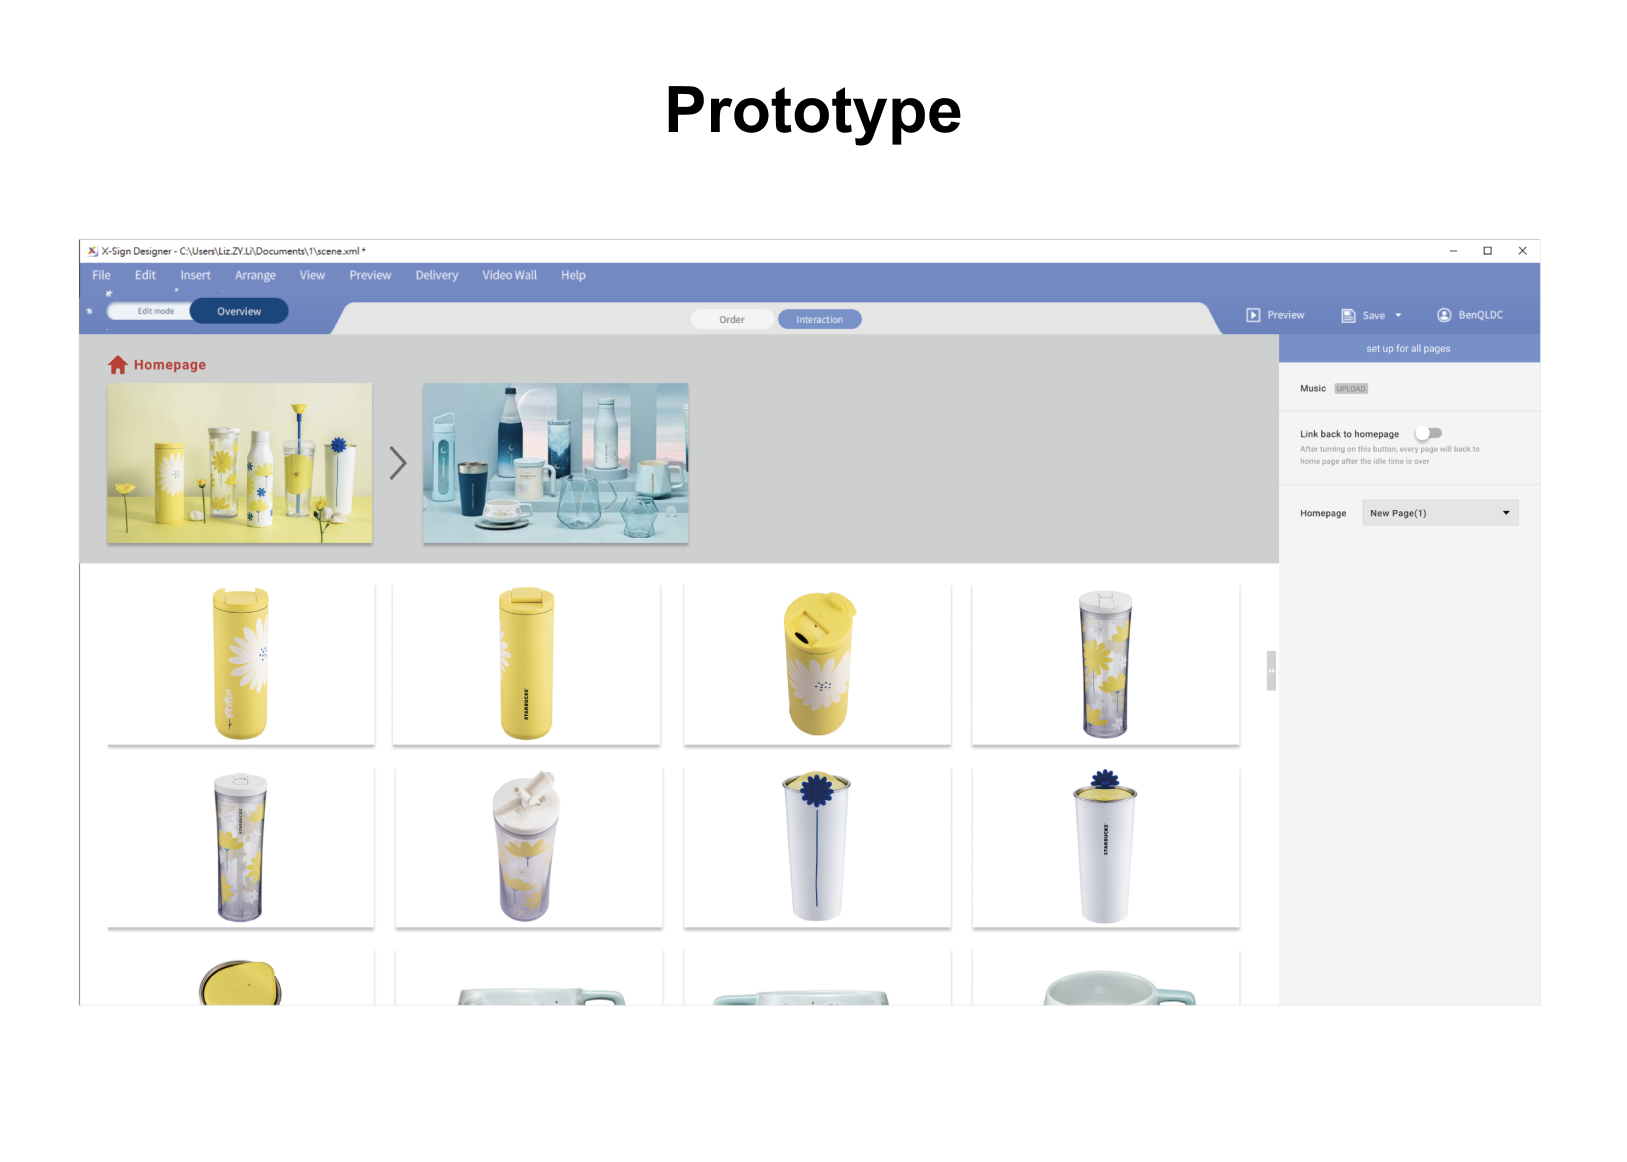 Prototype
X-Sign Designer - C:\Users\Liz.ZY.Li\Documents\1\scene.xml *
File Edit Insert Arrange View Preview Delivery Video Wall Help
Edit mode Overview
Order Interaction
Preview Save BenQLDC
set up for all pages
Homepage
Music UPLOAD
Link back to homepage
After turning on this button, every page will back to
home page after the idle time is over
Homepage New Page(1)
STARBUCKS
STARBUCKS
STARBUCKS